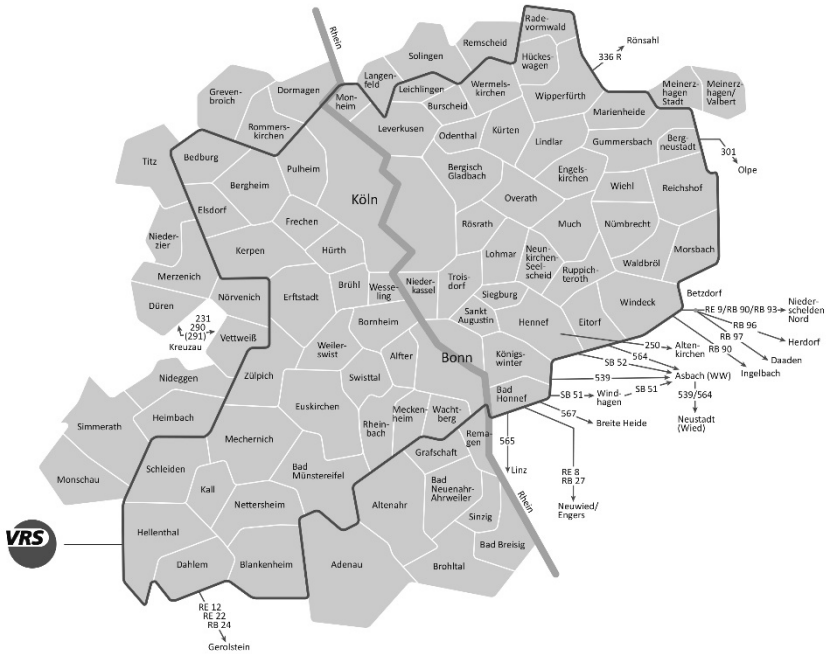 Rhein
Rade-
vormwald
Rönsahl
336 R
Solingen
Remscheid
Hückes-
wagen
Langen-
feld
Leichlingen
Wermels-
kirchen
Wipperfürth
Meinerz-
hagen
Stadt
Meinerz-
hagen/
Valbert
Grevenbroich
Dormagen
Mon-
heim
Burscheid
Marienheide
Rommers-
kirchen
Leverkusen
Odenthal
Kürten
Lindlar
Gummersbach
Berg-
neustadt
301
Olpe
Titz
Bedburg
Pulheim
Bergisch
Gladbach
Engels-
kirchen
Bergheim
Wiehl
Reichshof
Köln
Overath
Elsdorf
Frechen
Rösrath
Much
Nümbrecht
Nieder-
zier
Kerpen
Hürth
Lohmar
Neun-
kirchen-
Seel-
scheid
Morsbach
Merzenich
Waldbröl
Ruppich-
teroth
Düren
Nörvenich
Erftstadt
Brühl
Wesse-
ling
Nieder-
kassel
Trois-
dorf
Siegburg
Windeck
Betzdorf
RE 9/RB 90/RB 93
Nieder-
schelden
Nord
231
290
(291)
Kreuzau
Vettweiß
Bornheim
Sankt
Augustin
Hennef
Eitorf
RB 96
Herdorf
RB 97
Daaden
RB 90
Ingelbach
Weiler-
swist
Alfter
Bonn
Königs-
winter
250
Alten-
kirchen
564
SB 52
Asbach (WW)
Nideggen
Zülpich
Swisttal
539
Bad
Honnef
SB 51
Wind-
hagen
SB 51
539/564
Neustadt
(Wied)
Heimbach
Euskirchen
Rhein-
bach
Mecken-
heim
Wacht-
berg
567
Breite Heide
Simmerath
Mechernich
Rema-
gen
565
Linz
Grafschaft
Monschau
Schleiden
Bad
Münstereifel
RE 8
RB 27
Neuwied/
Engers
Kall
Bad
Neuenahr-
Ahrweiler
Nettersheim
Altenahr
Rhein
Sinzig
Hellenthal
VRS
Bad Breisig
Dahlem
Blankenheim
Adenau
Brohltal
RE 12
RE 22
RB 24
Gerolstein